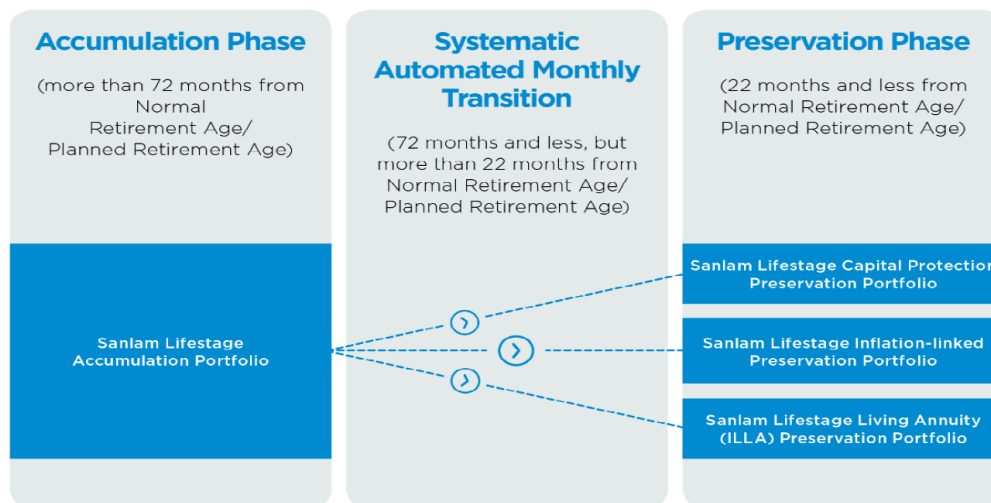 Accumulation Phase
(more than 72 months from
Normal
Retirement Age/
Planned Retirement Age)
Sanlam Lifestage
Accumulation Portfolio
Systematic
Automated Monthly
Transition
(72 months and less, but
more than 22 months from
Normal Retirement Age/
Planned Retirement Age)
Preservation Phase
(22 months and less from
Normal Retirement Age/
Planned Retirement Age)
Sanlam Lifestage Capital Protection
Preservation Portfolio
Sanlam Lifestage Inflation-linked
Preservation Portfolio
Sanlam Lifestage Living Annuity
(ILLA) Preservation Portfolio